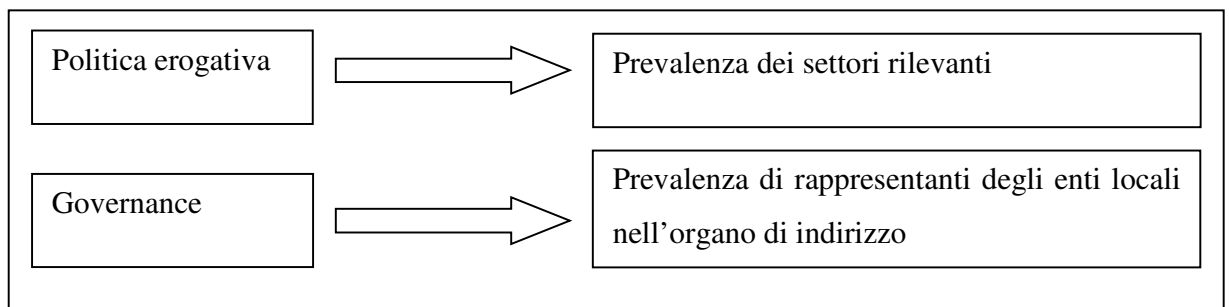 Politica erogativa
Prevalenza dei settori rilevanti
Governance
Prevalenza di rappresentanti degli enti locali
nell’organo di indirizzo